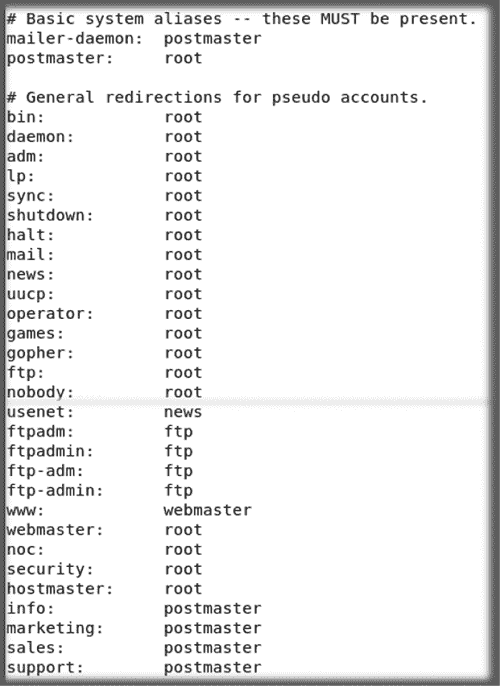 # Basic system aliases -- these MUST be present.
mailer-daemon: postmaster
postmaster: root
# General redirections for pseudo accounts.
bin: root
daemon: root
adm: root
lp: root
sync: root
shutdown: root
halt: root
mail: root
news: root
uucp: root
operator: root
games: root
gopher: root
ftp: root
nobody: root
usenet: news
ftpadm: ftp
ftpadmin: ftp
ftp-adm: ftp
ftp-admin: ftp
www: webmaster
webmaster: root
noc: root
security: root
hostmaster: root
info: postmaster
marketing: postmaster
sales: postmaster
support: postmaster